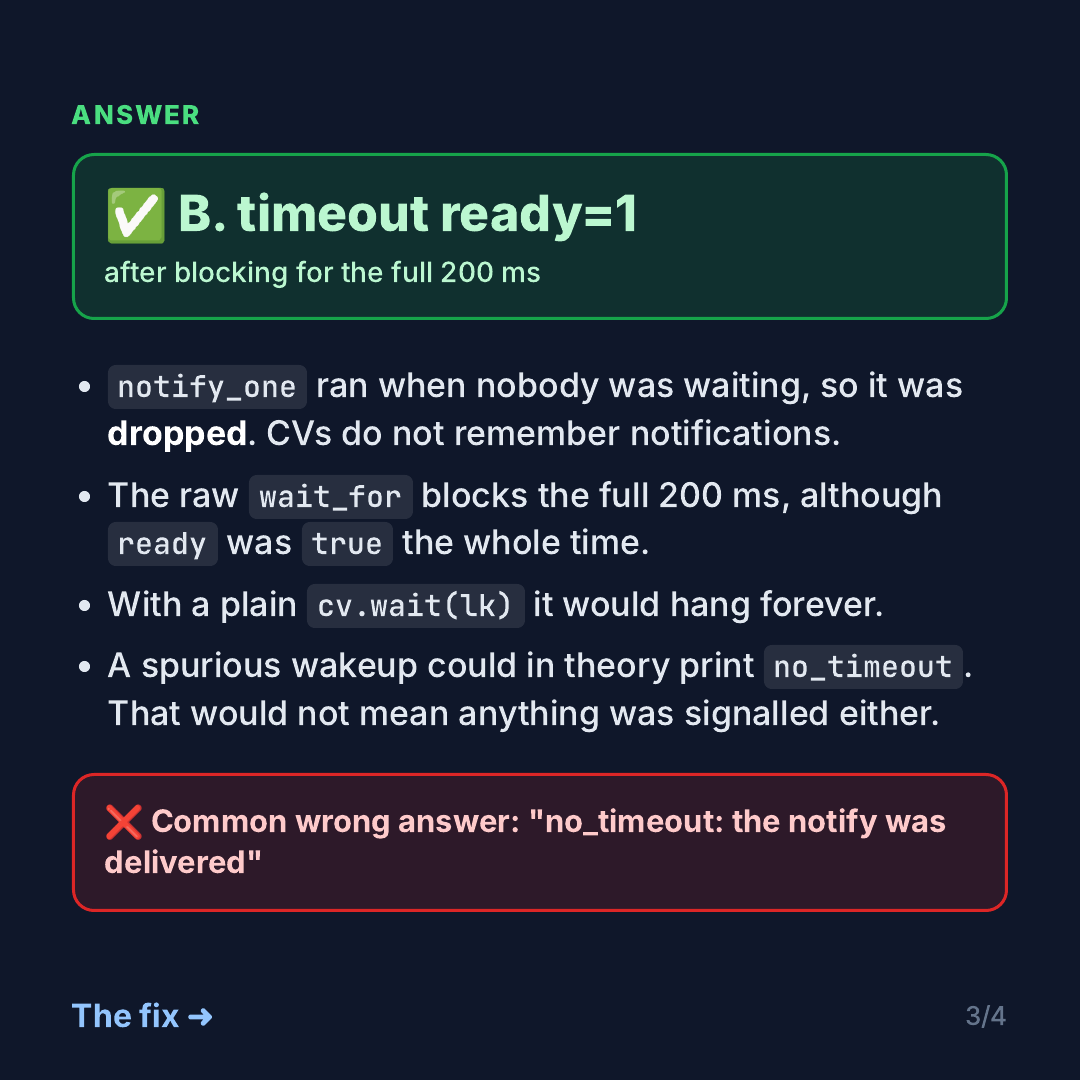 ANSWER
✅ B. timeout ready=1
after blocking for the full 200 ms
• notify_one ran when nobody was waiting, so it was
dropped. CVs do not remember notifications.
• The raw wait_for blocks the full 200 ms, although
ready was true the whole time.
• With a plain cv.wait(lk) it would hang forever.
• A spurious wakeup could in theory print no_timeout.
That would not mean anything was signalled either.
❌ Common wrong answer: "no_timeout: the notify was
delivered"
The fix ➜
3/4